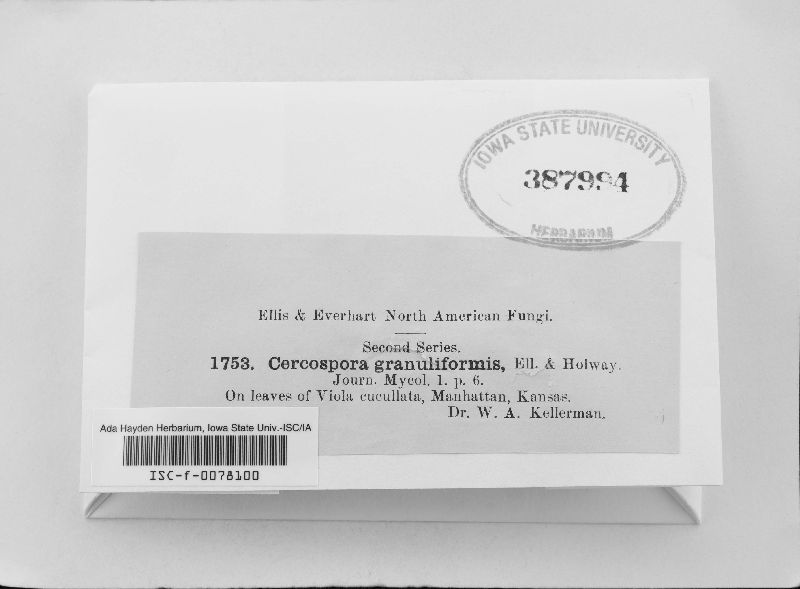 IOWA STATE UNIVERSITY
387994
HERBARIUM
Ellis & Everhart North American Fungi.
Second Series.
1753. Cercospora granuliformis, Ell. & Holway.
Journ. Mycol. 1. p. 6.
On leaves of Viola cucullata, Manhattan, Kansas.
Dr. W. A. Kellerman.
Ada Hayden Herbarium, Iowa State Univ.-ISC/IA
ISC-f-0078100